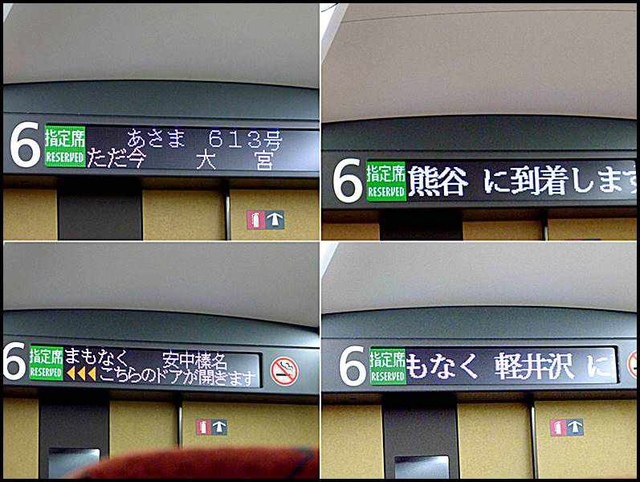 6 指定席 RESERVED
あさま 613号
ただ今 大宮
6 指定席 RESERVED
熊谷 に到着します
6 指定席 RESERVED
まもなく 安中榛名
こちらのドアが開きます
6 指定席 RESERVED
もなく 軽井沢 に